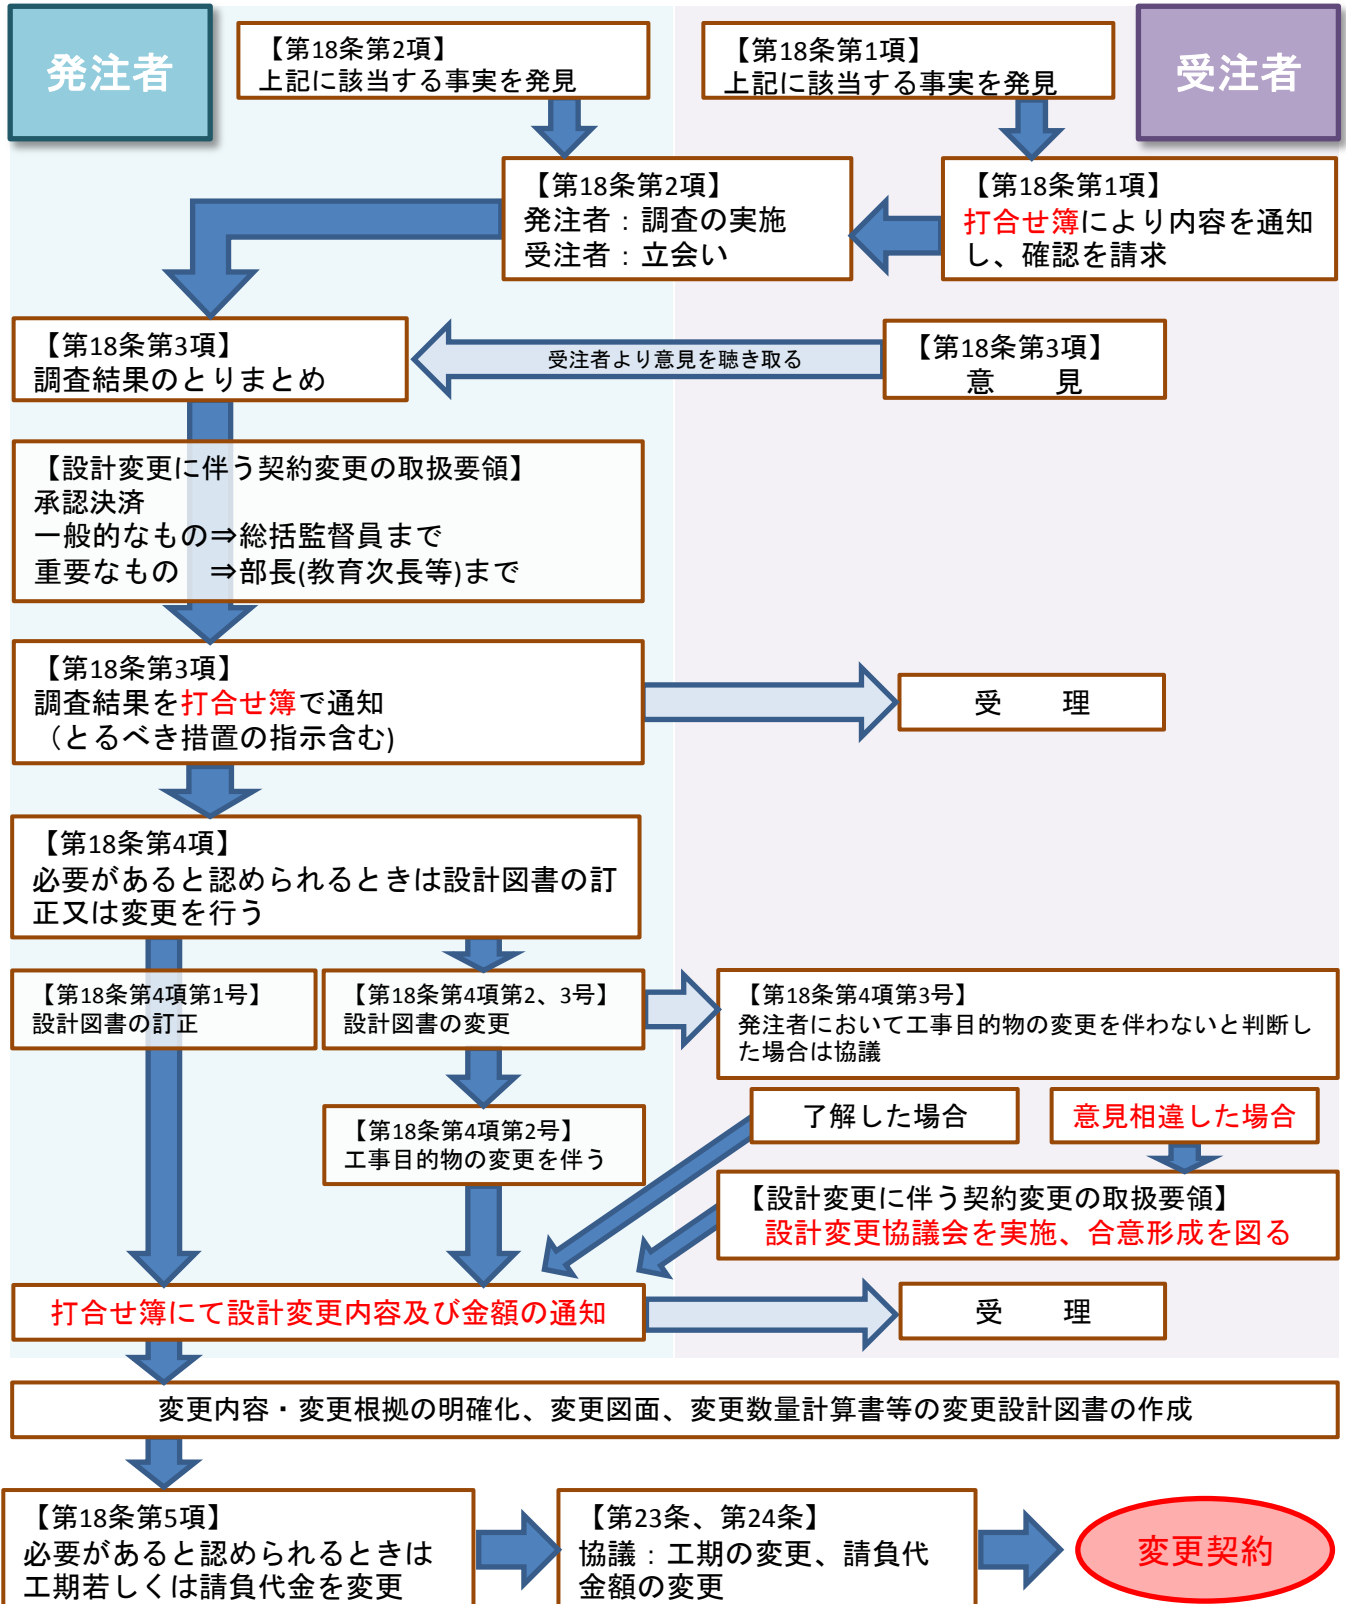 発注者
【第18条第2項】
上記に該当する事実を発見
【第18条第1項】
上記に該当する事実を発見
受注者
【第18条第2項】
発注者：調査の実施
受注者：立会い
【第18条第1項】
打合せ簿により内容を通知
し、確認を請求
【第18条第3項】
調査結果のとりまとめ
受注者より意見を聴き取る
【第18条第3項】
意　　見
【設計変更に伴う契約変更の取扱要領】
承認決済
一般的なもの⇒総括監督員まで
重要なもの　⇒部長(教育次長等)まで
【第18条第3項】
調査結果を打合せ簿で通知
（とるべき措置の指示含む)
受　　理
【第18条第4項】
必要があると認められるときは設計図書の訂
正又は変更を行う
【第18条第4項第1号】
設計図書の訂正
【第18条第4項第2、3号】
設計図書の変更
【第18条第4項第3号】
発注者において工事目的物の変更を伴わないと判断し
た場合は協議
【第18条第4項第2号】
工事目的物の変更を伴う
了解した場合
意見相違した場合
【設計変更に伴う契約変更の取扱要領】
設計変更協議会を実施、合意形成を図る
打合せ簿にて設計変更内容及び金額の通知
受　　理
変更内容・変更根拠の明確化、変更図面、変更数量計算書等の変更設計図書の作成
【第18条第5項】
必要があると認められるときは
工期若しくは請負代金を変更
【第23条、第24条】
協議：工期の変更、請負代
金額の変更
変更契約